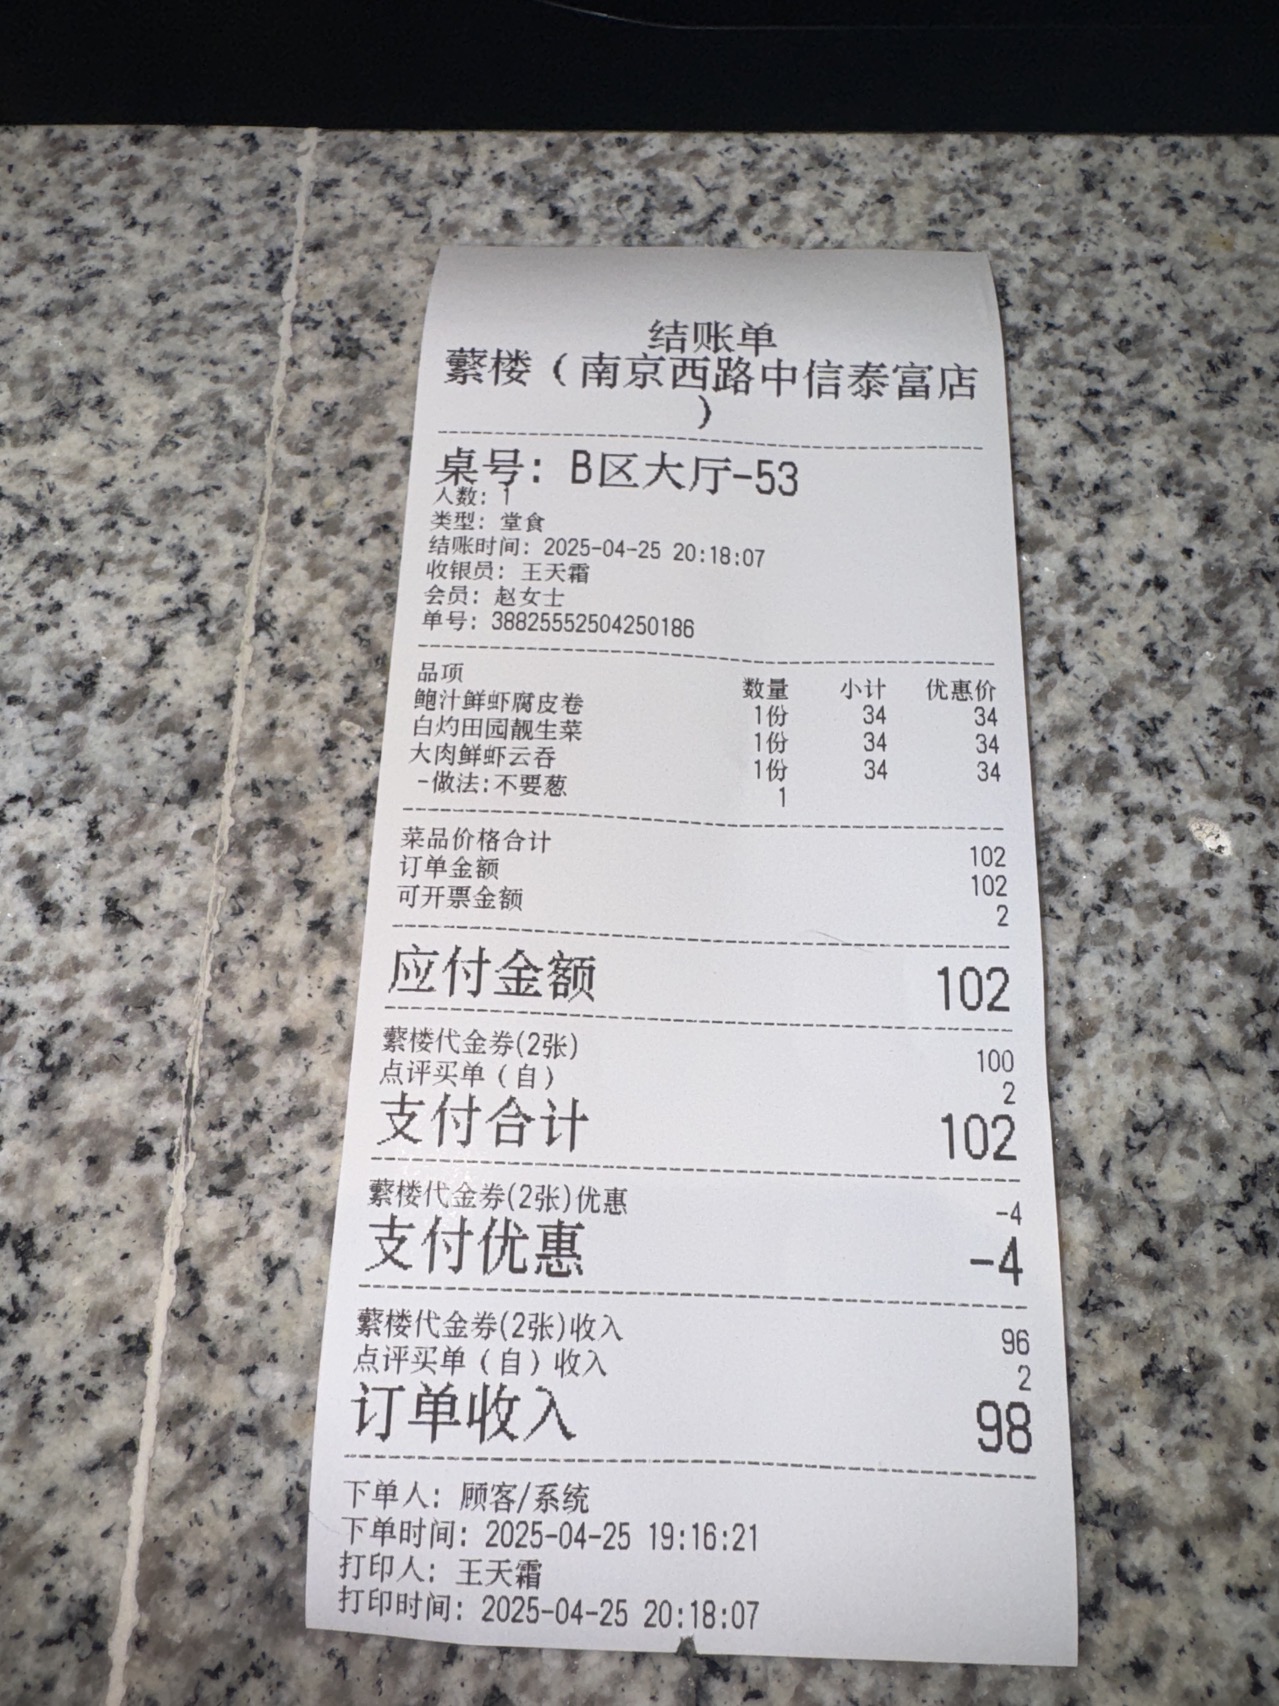 结账单
蘩楼（南京西路中信泰富店
）
桌号：B区大厅-53
人数：1
类型：堂食
结账时间：2025-04-25 20:18:07
收银员：王天霜
会员：赵女士
单号：38825552504250186
品项 数量 小计 优惠价
鲍汁鲜虾腐皮卷 1份 34 34
白灼田园靓生菜 1份 34 34
大肉鲜虾云吞 1份 34 34
-做法:不要葱 1
菜品价格合计 102
订单金额 102
可开票金额 2
应付金额 102
蘩楼代金券(2张) 100
点评买单（自） 2
支付合计 102
蘩楼代金券(2张)优惠 -4
支付优惠 -4
蘩楼代金券(2张)收入 96
点评买单（自）收入 2
订单收入 98
下单人：顾客/系统
下单时间：2025-04-25 19:16:21
打印人：王天霜
打印时间：2025-04-25 20:18:07